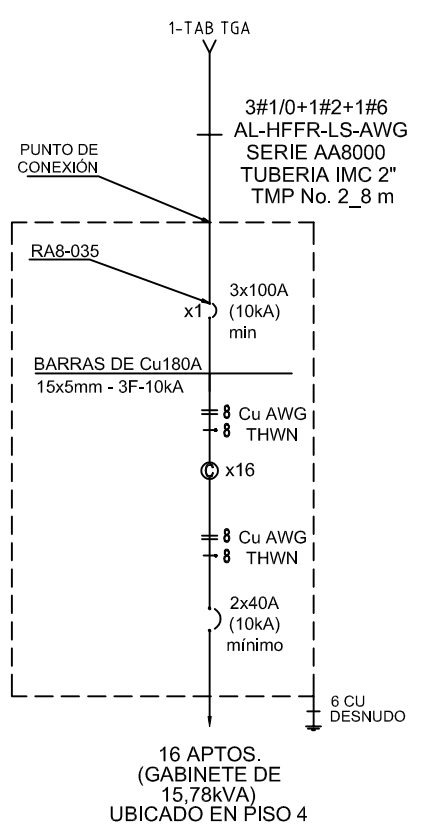 1-TAB TGA
3#1/0+1#2+1#6
AL-HFFR-LS-AWG
SERIE AA8000
TUBERIA IMC 2"
TMP No. 2_8 m
PUNTO DE
CONEXIÓN
RA8-035
x1
3x100A
(10kA)
min
BARRAS DE Cu180A
15x5mm - 3F-10kA
8 Cu AWG
8 THWN
C x16
8 Cu AWG
8 THWN
2x40A
(10kA)
mínimo
6 CU
DESNUDO
16 APTOS.
(GABINETE DE
15,78kVA)
UBICADO EN PISO 4